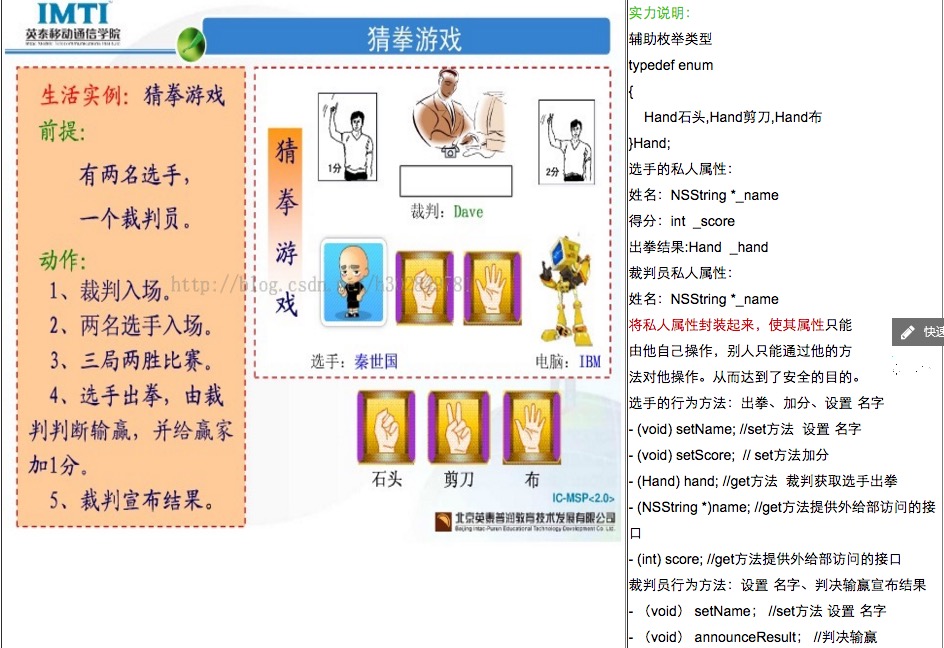 IMTI
英泰移动通信学院
猜拳游戏
生活实例：猜拳游戏
前提：
有两名选手，
一个裁判员。
动作：
1、裁判入场。
2、两名选手入场。
3、三局两胜比赛。
4、选手出拳，由裁
判判断输赢，并给赢家
加1分。
5、裁判宣布结果。
猜
拳
游
戏
1分
2分
裁判：Dave
选手：秦世国
电脑：IBM
石头
剪刀
布
IC-MSP<2.0>
北京英泰普润教育技术发展有限公司
Beijing Intac-Purun Educational Technology Development Co. Ltd.
实力说明：
辅助枚举类型
typedef enum
{
Hand石头,Hand剪刀,Hand布
}Hand;
选手的私人属性：
姓名：NSString *_name
得分：int _score
出拳结果:Hand _hand
裁判员私人属性：
姓名：NSString *_name
将私人属性封装起来，使其属性只能
由他自己操作，别人只能通过他的方
法对他操作。从而达到了安全的目的。
选手的行为方法：出拳、加分、设置 名字
- (void) setName; //set方法 设置 名字
- (void) setScore; // set方法加分
- (Hand) hand; //get方法 裁判获取选手出拳
- (NSString *)name; //get方法提供外给部访问的接
口
- (int) score; //get方法提供外给部访问的接口
裁判员行为方法：设置 名字、判决输赢宣布结果
- （void） setName； //set方法 设置 名字
- （void） announceResult； //判决输赢
快速